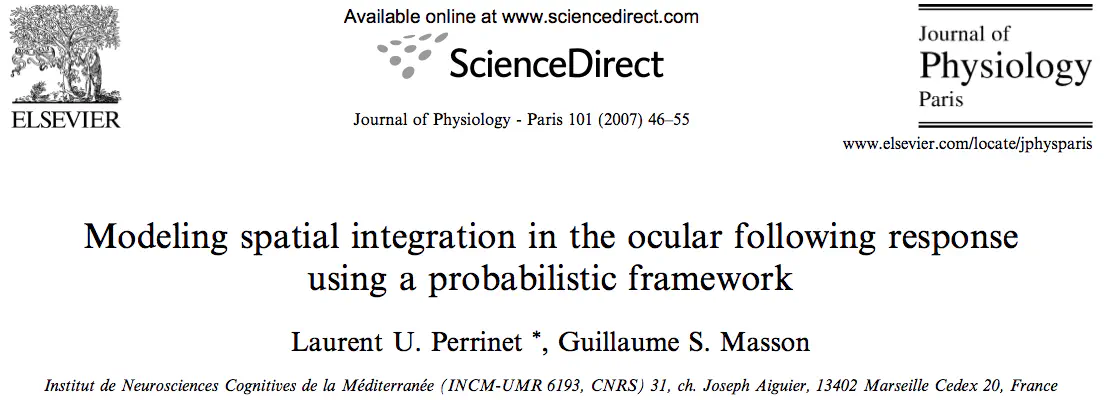 Available online at www.sciencedirect.com
ScienceDirect
ELSEVIER
Journal of Physiology - Paris 101 (2007) 46–55
Journal of
Physiology
Paris
www.elsevier.com/locate/jphysparis
Modeling spatial integration in the ocular following response
using a probabilistic framework
Laurent U. Perrinet *, Guillaume S. Masson
Institut de Neurosciences Cognitives de la Méditerranée (INCM-UMR 6193, CNRS) 31, ch. Joseph Aiguier, 13402 Marseille Cedex 20, France